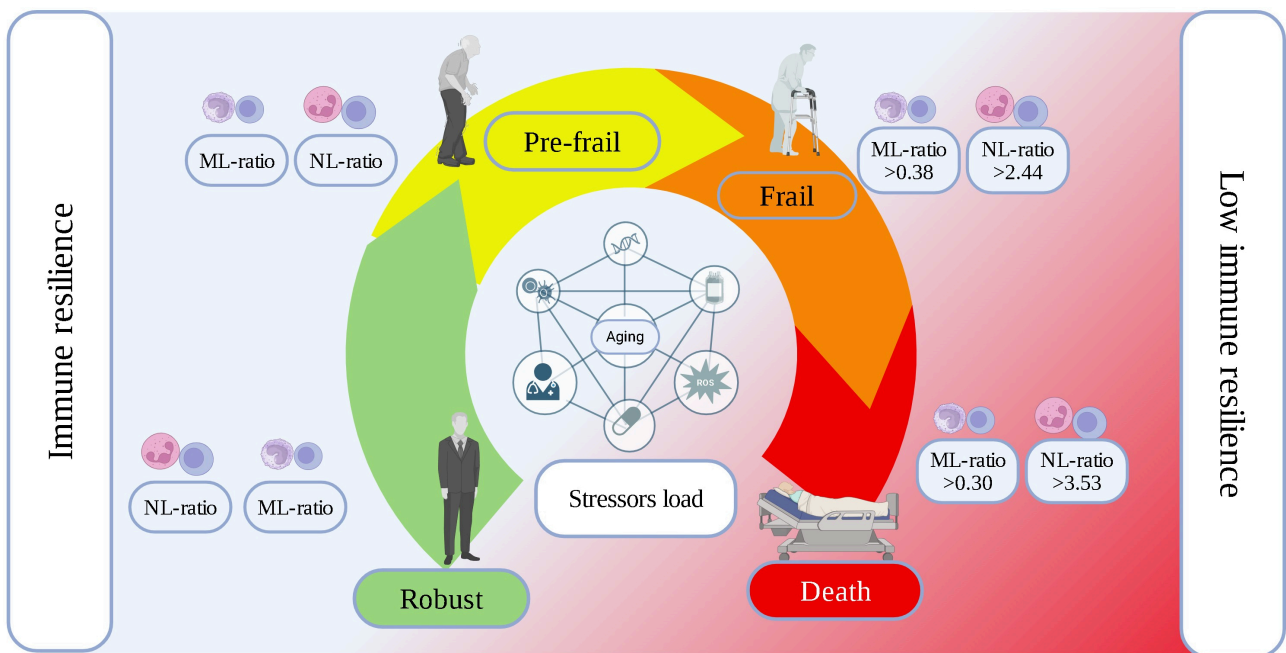 Immune resilience
ML-ratio
NL-ratio
Pre-frail
Frail
ML-ratio
>0.38
NL-ratio
>2.44
Low immune resilience
Aging
ROS
NL-ratio
ML-ratio
Stressors load
ML-ratio
>0.30
NL-ratio
>3.53
Robust
Death